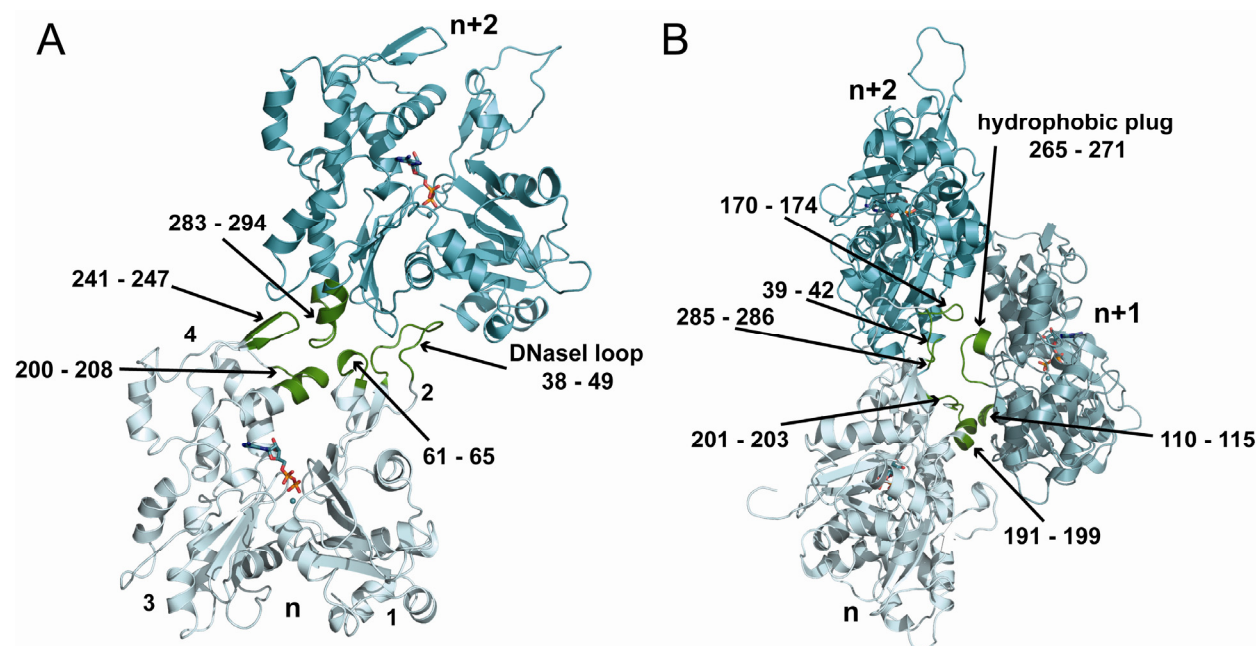 A
n+2
283 - 294
241 - 247
4
200 - 208
DNaseI loop
38 - 49
2
61 - 65
3
n
1
B
n+2
hydrophobic plug
265 - 271
170 - 174
39 - 42
285 - 286
n+1
201 - 203
110 - 115
191 - 199
n